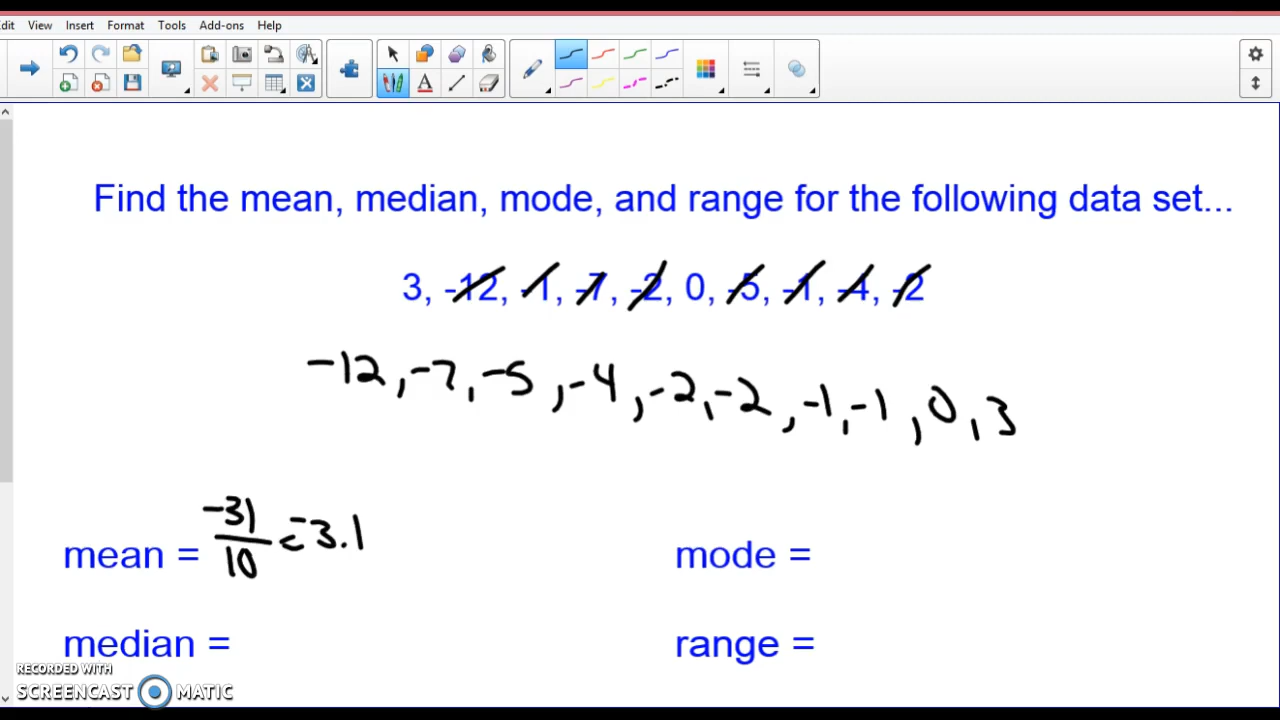 dit View Insert Format Tools Add-ons Help
Find the mean, median, mode, and range for the following data set...
3, -12, -1, -7, -2, 0, -5, -1, -4, -2
-12, -7, -5, -4, -2, -2, -1, -1, 0, 3
mean = -31/10 = -3.1
mode =
median =
range =
RECORDED WITH
SCREENCAST MATIC